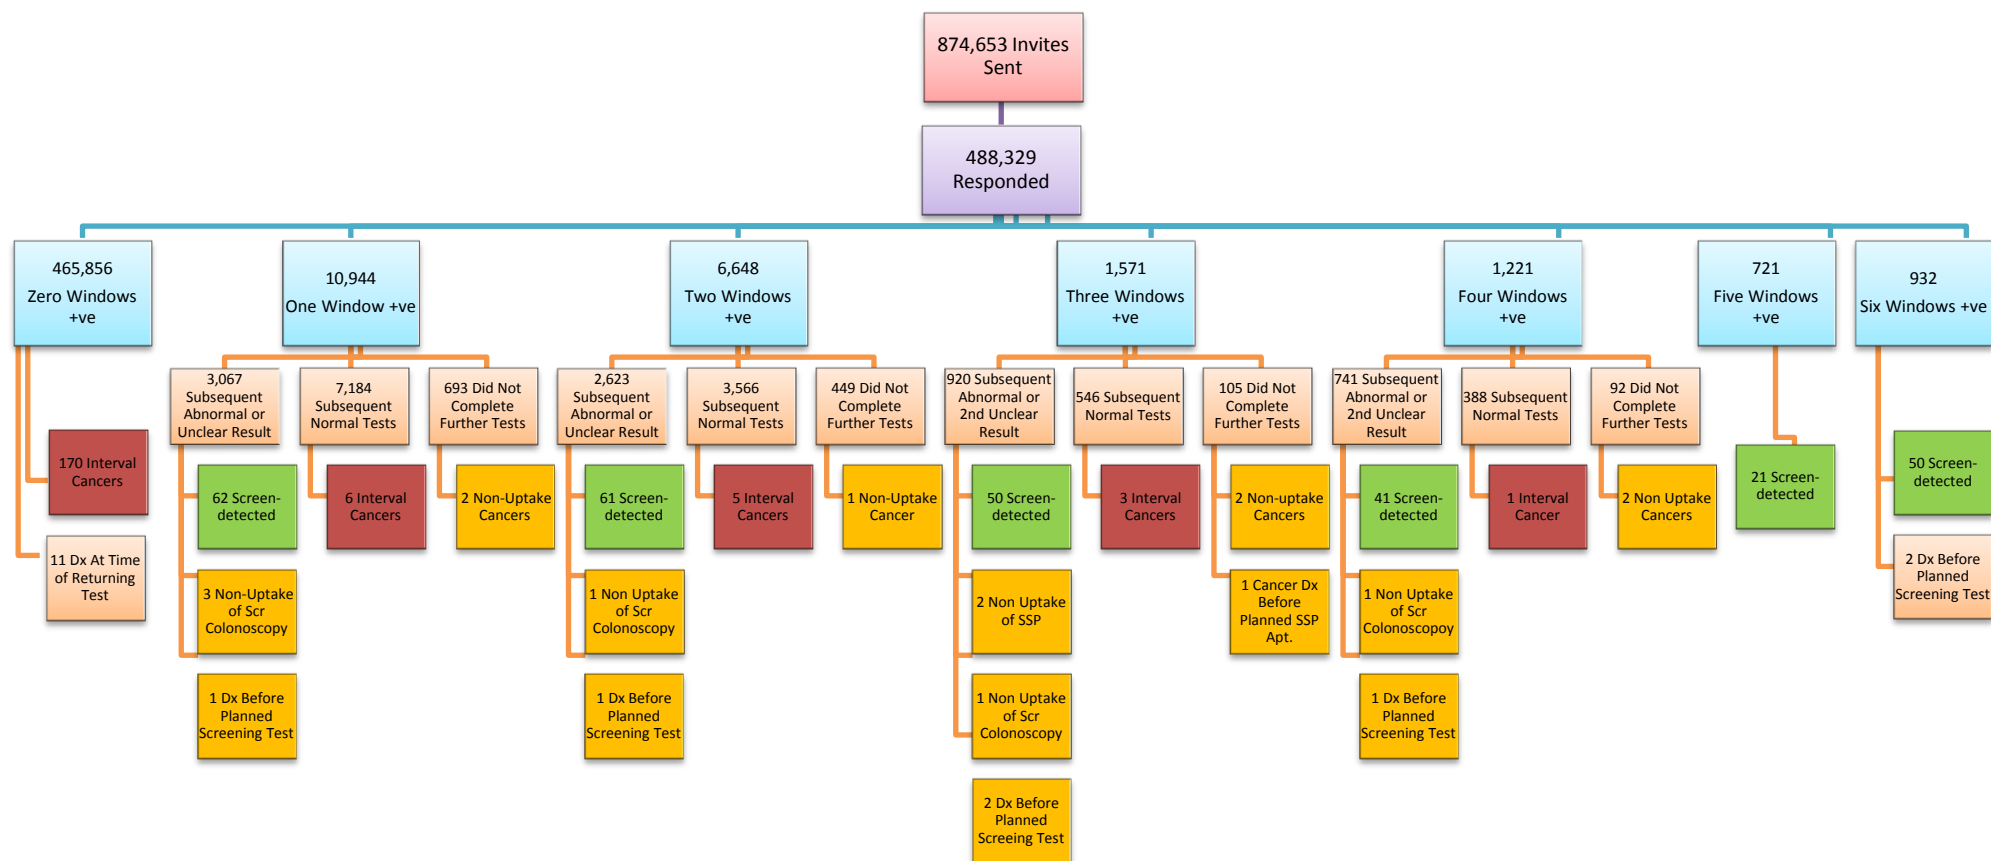 874,653 Invites
Sent
488,329
Responded
465,856
Zero Windows
+ve
10,944
One Window +ve
6,648
Two Windows
+ve
1,571
Three Windows
+ve
1,221
Four Windows
+ve
721
Five Windows
+ve
932
Six Windows +ve
3,067
Subsequent
Abnormal or
Unclear Result
7,184
Subsequent
Normal Tests
693 Did Not
Complete
Further Tests
2,623
Subsequent
Abnormal or
Unclear Result
3,566
Subsequent
Normal Tests
449 Did Not
Complete
Further Tests
920 Subsequent
Abnormal or
2nd Unclear
Result
546 Subsequent
Normal Tests
105 Did Not
Complete
Further Tests
741 Subsequent
Abnormal or
2nd Unclear
Result
388 Subsequent
Normal Tests
92 Did Not
Complete
Further Tests
170 Interval
Cancers
62 Screen-
detected
6 Interval
Cancers
2 Non-Uptake
Cancers
61 Screen-
detected
5 Interval
Cancers
1 Non-Uptake
Cancer
50 Screen-
detected
3 Interval
Cancers
2 Non-uptake
Cancers
41 Screen-
detected
1 Interval
Cancer
2 Non Uptake
Cancers
21 Screen-
detected
50 Screen-
detected
11 Dx At Time
of Returning
Test
3 Non-Uptake
of Scr
Colonoscopy
1 Non Uptake
of Scr
Colonoscopy
2 Non Uptake
of SSP
1 Cancer Dx
Before
Planned SSP
Apt.
1 Non Uptake
of Scr
Colonoscopoy
2 Dx Before
Planned
Screening Test
1 Dx Before
Planned
Screening Test
1 Dx Before
Planned
Screening Test
1 Non Uptake
of Scr
Colonoscopy
1 Dx Before
Planned
Screening Test
2 Dx Before
Planned
Screeing Test